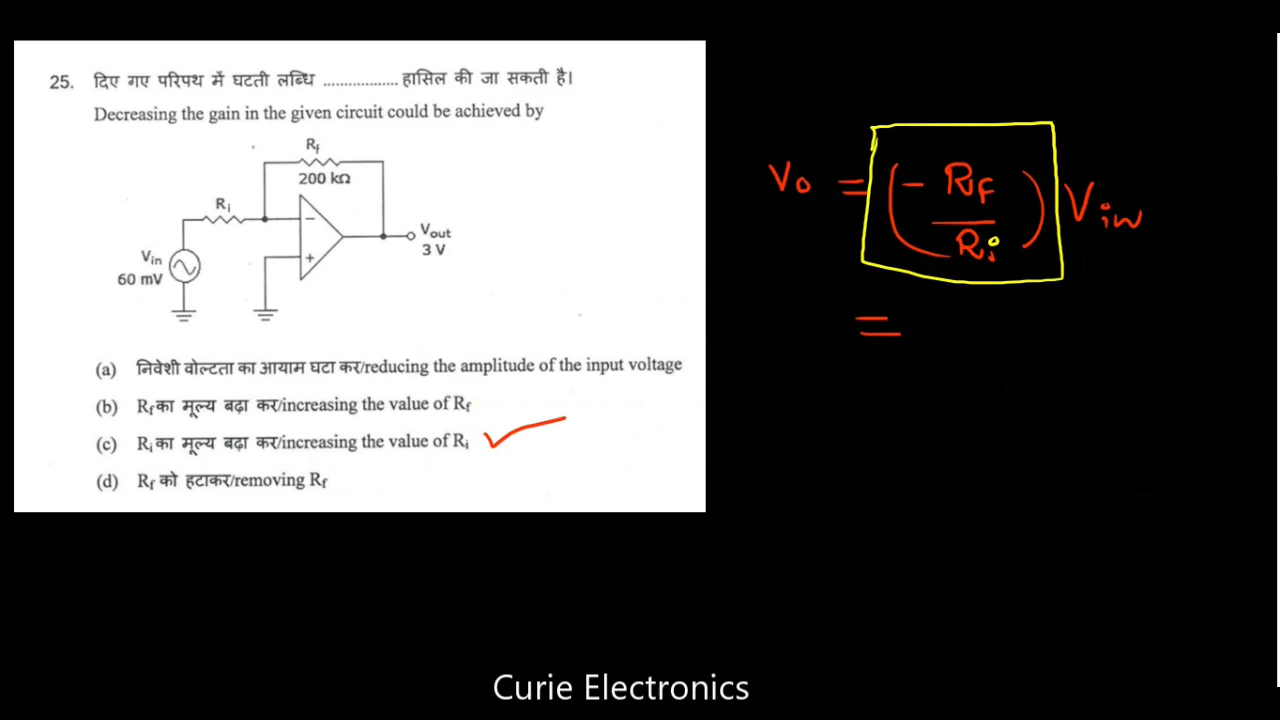 25. दिए गए परिपथ में घटती लब्धि .................. हासिल की जा सकती है।
Decreasing the gain in the given circuit could be achieved by
Rf
200 kΩ
Ri
−
+
Vin
60 mV
Vout
3 V
(a) निवेशी वोल्टता का आयाम घटा कर/reducing the amplitude of the input voltage
(b) Rf का मूल्य बढ़ा कर/increasing the value of Rf
(c) Ri का मूल्य बढ़ा कर/increasing the value of Ri
(d) Rf को हटाकर/removing Rf
Vo = (- Rf / Ri) Vin
=
Curie Electronics